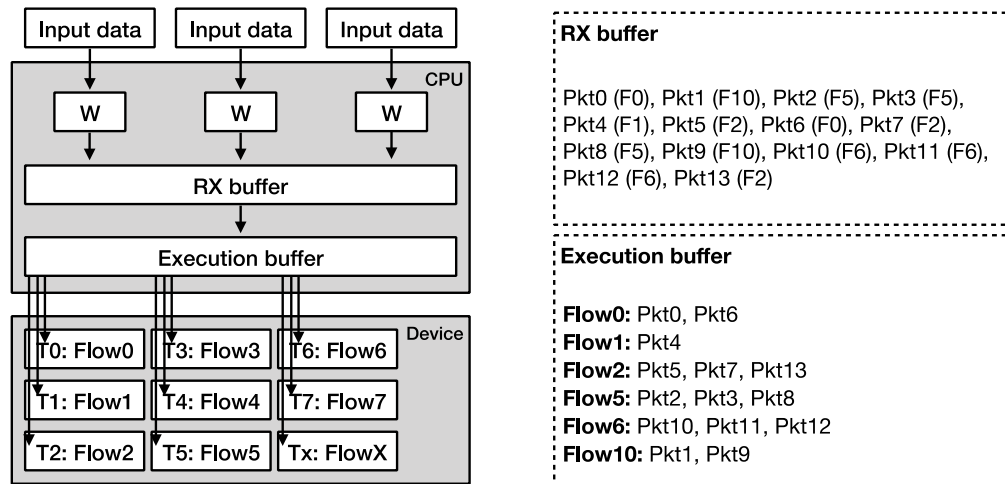 Input data
Input data
Input data
CPU
W
W
W
RX buffer
Execution buffer
Device
T0: Flow0
T3: Flow3
T6: Flow6
T1: Flow1
T4: Flow4
T7: Flow7
T2: Flow2
T5: Flow5
Tx: FlowX
RX buffer
Pkt0 (F0), Pkt1 (F10), Pkt2 (F5), Pkt3 (F5),
Pkt4 (F1), Pkt5 (F2), Pkt6 (F0), Pkt7 (F2),
Pkt8 (F5), Pkt9 (F10), Pkt10 (F6), Pkt11 (F6),
Pkt12 (F6), Pkt13 (F2)
Execution buffer
Flow0: Pkt0, Pkt6
Flow1: Pkt4
Flow2: Pkt5, Pkt7, Pkt13
Flow5: Pkt2, Pkt3, Pkt8
Flow6: Pkt10, Pkt11, Pkt12
Flow10: Pkt1, Pkt9